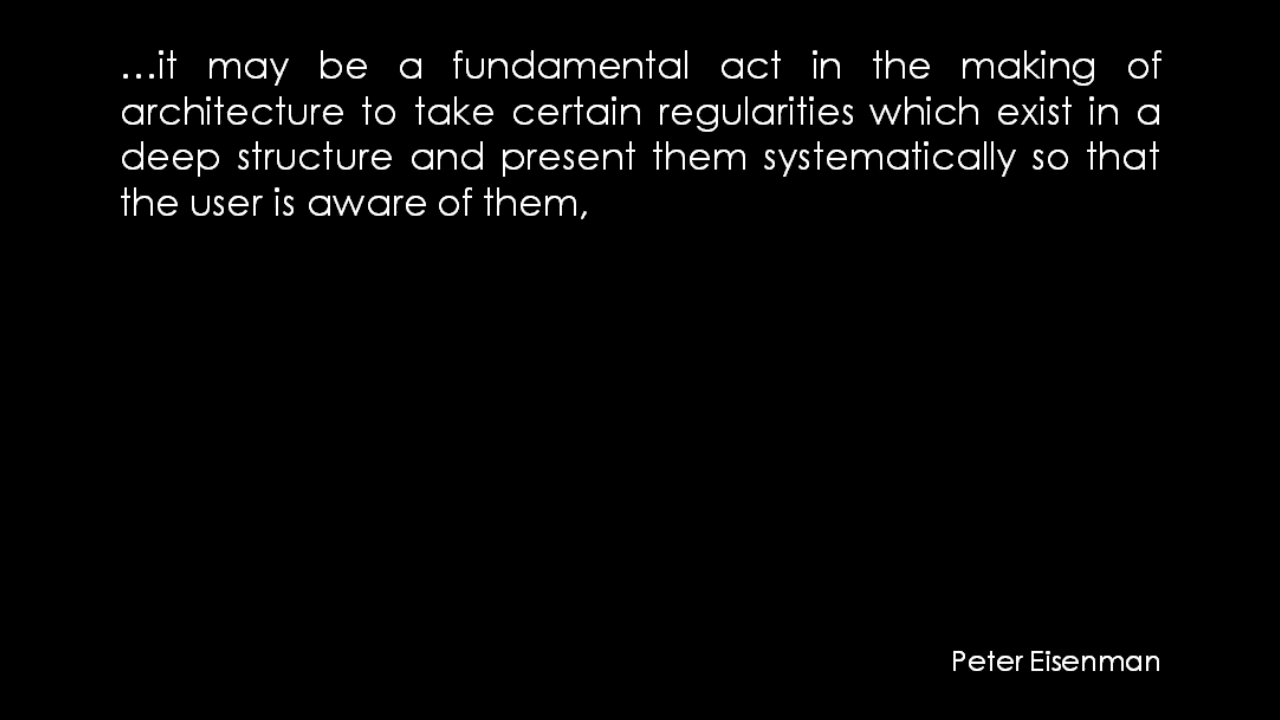 …it may be a fundamental act in the making of
architecture to take certain regularities which exist in a
deep structure and present them systematically so that
the user is aware of them,
Peter Eisenman